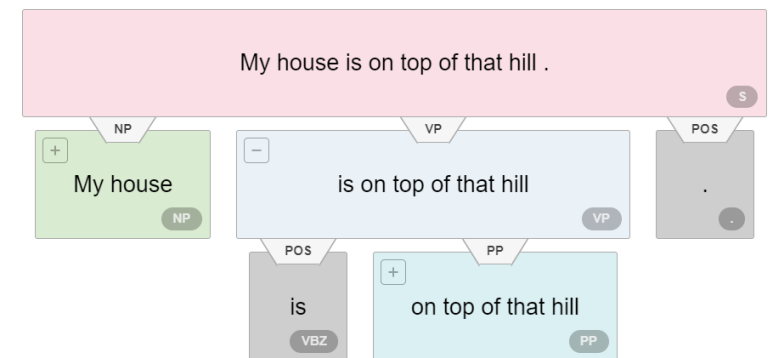 My house is on top of that hill .
S
NP
VP
POS
+
My house
NP
−
is on top of that hill
VP
.
.
POS
PP
is
VBZ
+
on top of that hill
PP